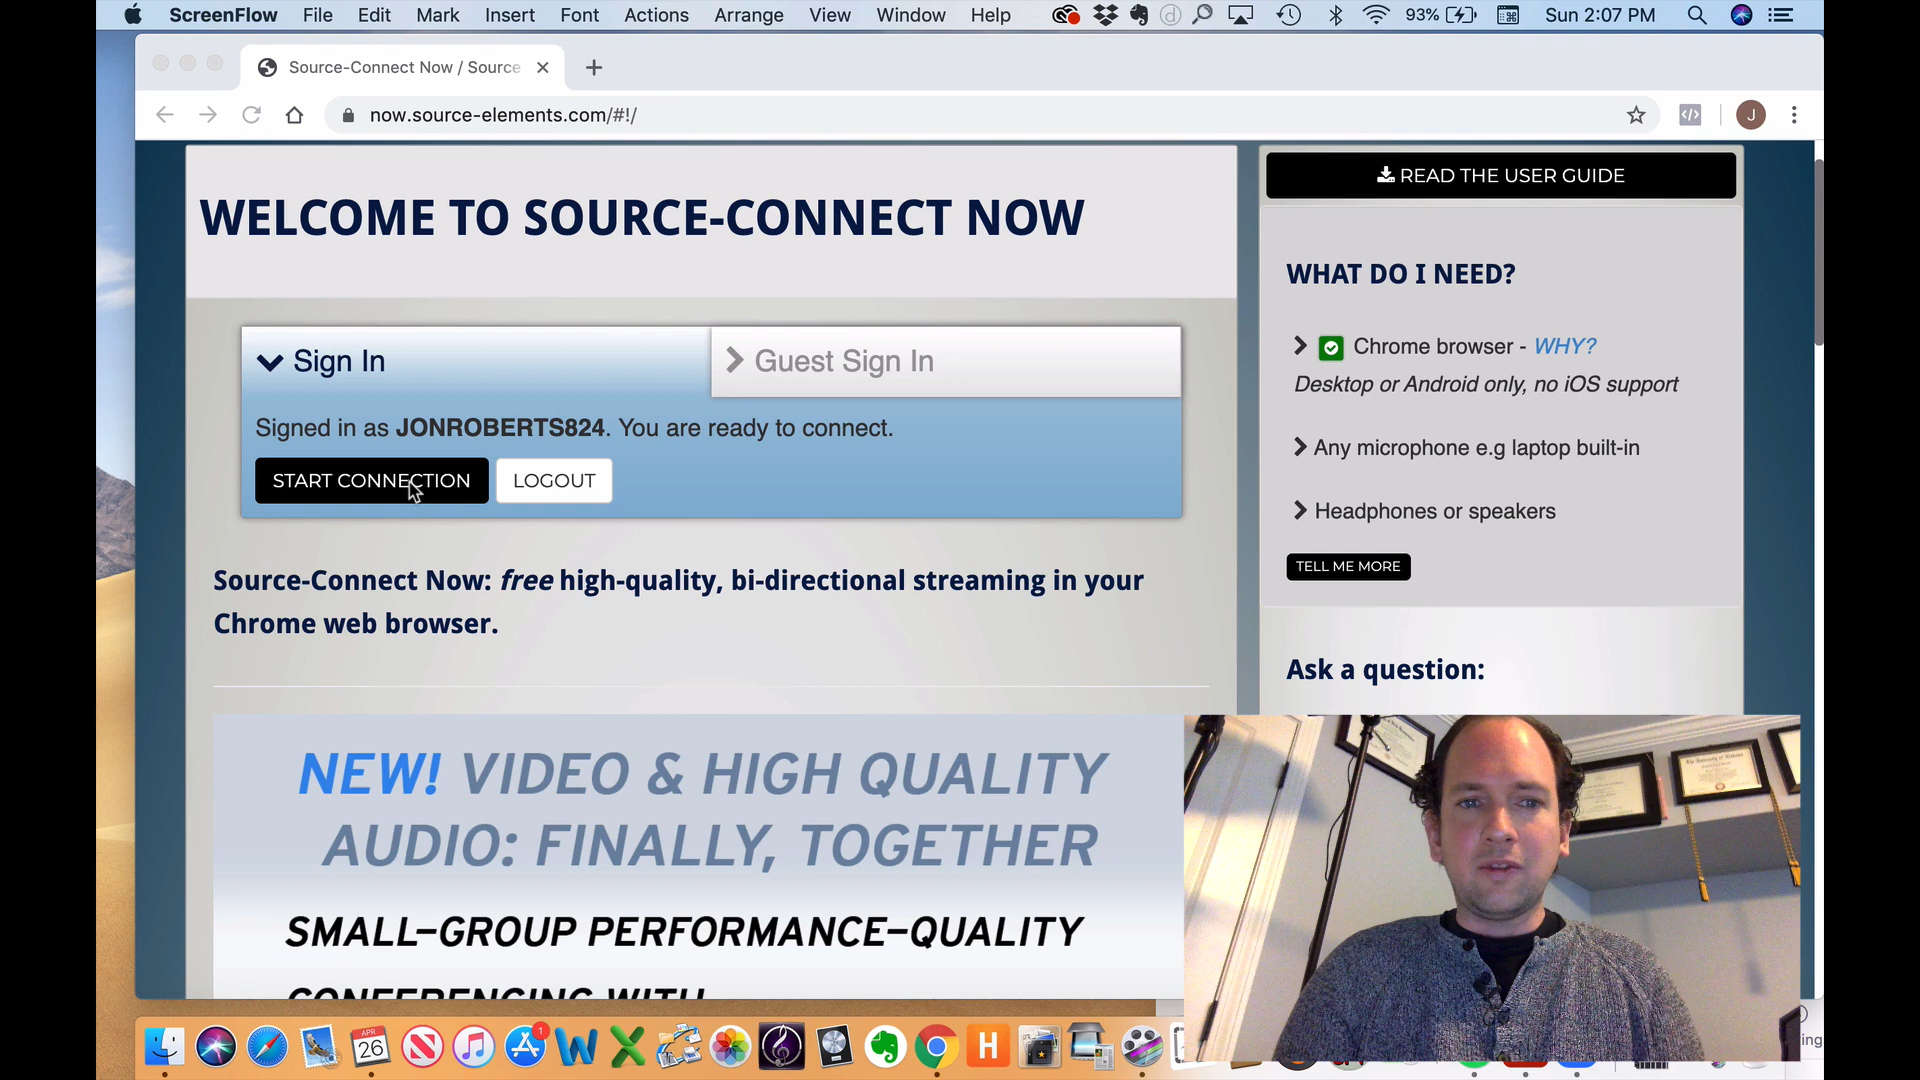 ScreenFlow File Edit Mark Insert Font Actions Arrange View Window Help 93% Sun 2:07 PM
Source-Connect Now / Source
now.source-elements.com/#!/
J
WELCOME TO SOURCE-CONNECT NOW
Sign In
Guest Sign In
Signed in as JONROBERTS824. You are ready to connect.
START CONNECTION LOGOUT
Source-Connect Now: free high-quality, bi-directional streaming in your
Chrome web browser.
NEW! VIDEO & HIGH QUALITY
AUDIO: FINALLY, TOGETHER
SMALL-GROUP PERFORMANCE-QUALITY
CONFERENCING WITH
READ THE USER GUIDE
WHAT DO I NEED?
Chrome browser - WHY?
Desktop or Android only, no iOS support
Any microphone e.g laptop built-in
Headphones or speakers
TELL ME MORE
Ask a question:
APR
26
1
W
H